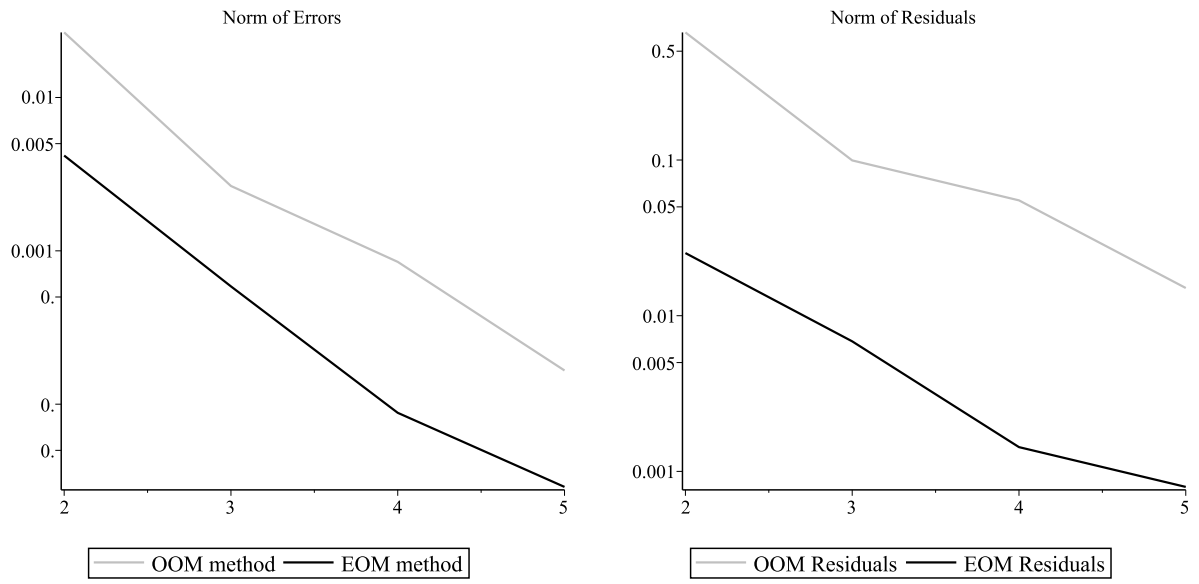 Norm of Errors
0.01
0.005
0.001
0.
0.
0.
2 3 4 5
OOM method EOM method
Norm of Residuals
0.5
0.1
0.05
0.01
0.005
0.001
2 3 4 5
OOM Residuals EOM Residuals